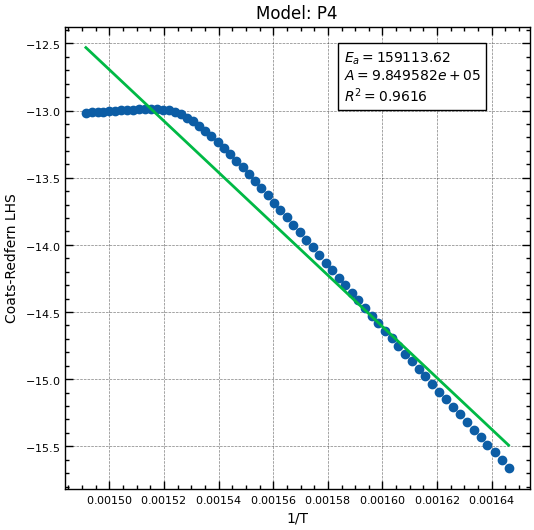 Model: P4
E_a = 159113.62
A = 9.849582e + 05
R^2 = 0.9616
Coats-Redfern LHS
−12.5
−13.0
−13.5
−14.0
−14.5
−15.0
−15.5
0.00150 0.00152 0.00154 0.00156 0.00158 0.00160 0.00162 0.00164
1/T